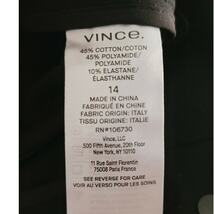 VINCE.
45% COTTON/COTON
45% POLYAMIDE/
POLYAMIDE
10% ELASTANE/
ÉLASTHANNE
14
MADE IN CHINA
FABRIQUÉ EN CHINE
FABRIC ORIGIN: ITALY
TISSU ORIGINE: ITALIE
RN#106730
Vince, LLC
500 Fifth Avenue, 20th Floor
New York, NY 10110
11 Rue Saint Florentin
75008 Paris France
SEE REVERSE FOR CARE
VOIR AU VERSO POUR LES SOINS